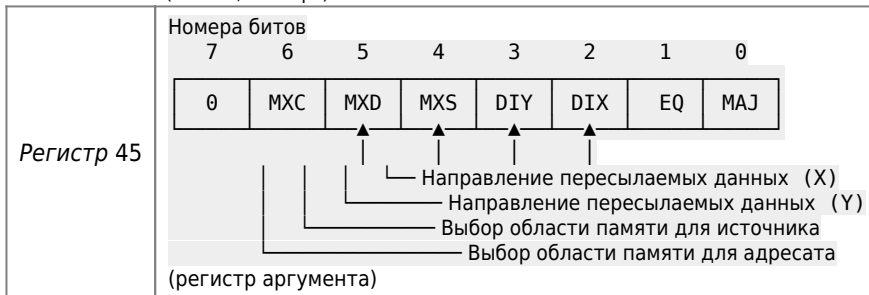 Номера битов
7 6 5 4 3 2 1 0
0 MXC MXD MXS DIY DIX EQ MAJ
Регистр 45
Направление пересылаемых данных (X)
Направление пересылаемых данных (Y)
Выбор области памяти для источника
Выбор области памяти для адресата
(регистр аргумента)